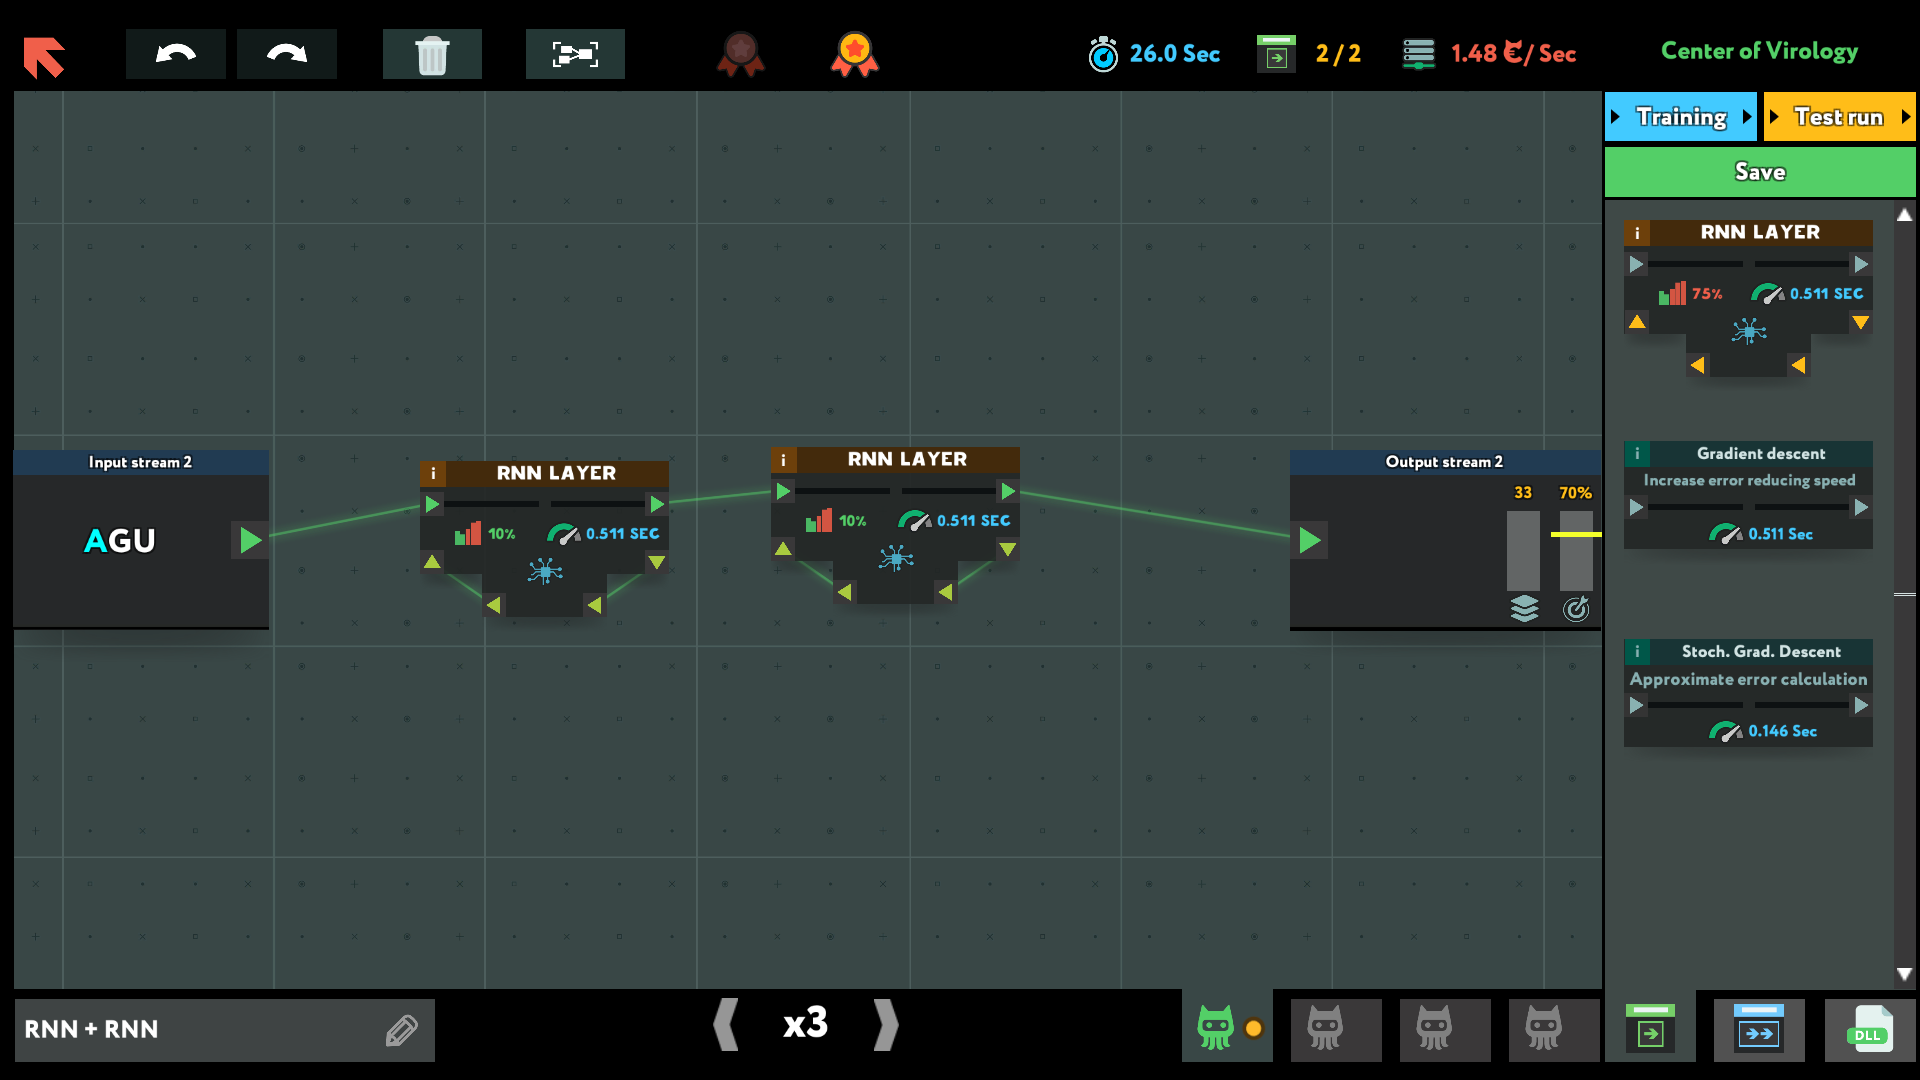 26.0 Sec
2 / 2
1.48 €/ Sec
Center of Virology
Training
Test run
Save
i RNN LAYER
75% 0.511 SEC
i Gradient descent
Increase error reducing speed
0.511 Sec
i Stoch. Grad. Descent
Approximate error calculation
0.146 Sec
Input stream 2
AGU
i RNN LAYER
10% 0.511 SEC
i RNN LAYER
10% 0.511 SEC
Output stream 2
33 70%
RNN + RNN
x3
DLL